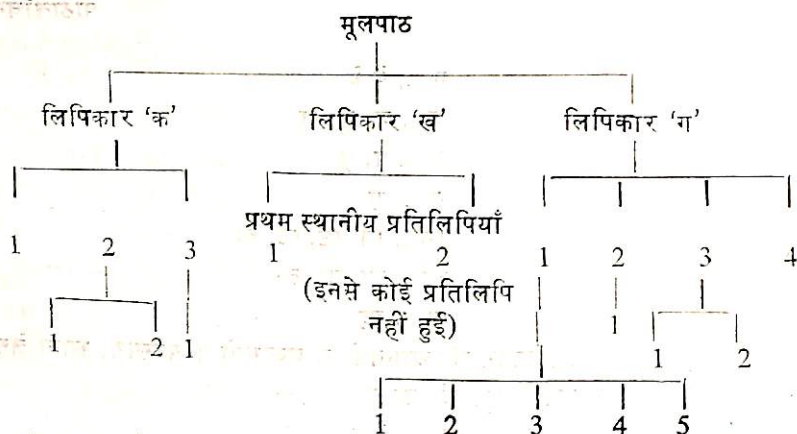 मूलपाठ
लिपिकार ‘क’ लिपिकार ‘ख’ लिपिकार ‘ग’
प्रथम स्थानीय प्रतिलिपियाँ
1 2 3 1 2 1 2 3 4
(इनसे कोई प्रतिलिपि
नहीं हुई)
1 2 1 1 1 2
1 2 3 4 5